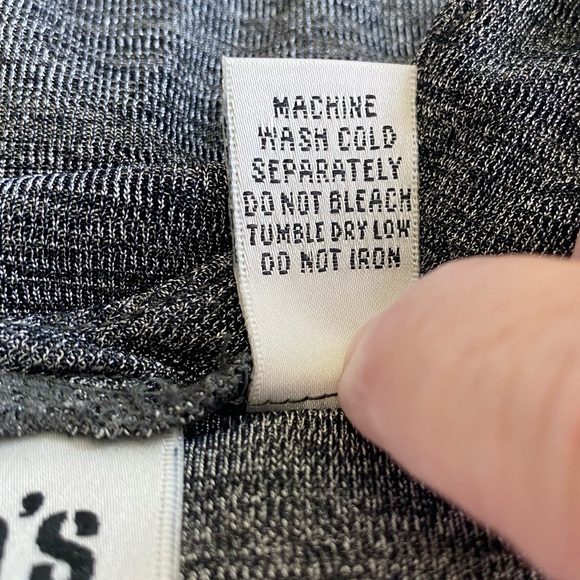 MACHINE
WASH COLD
SEPARATELY
DO NOT BLEACH
TUMBLE DRY LOW
DO NOT IRON
's